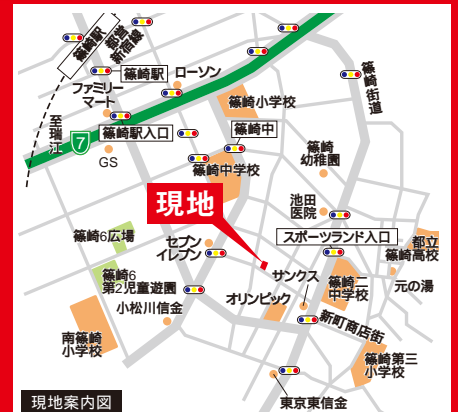 篠崎駅
都営
新宿線
篠崎駅
ローソン
ファミリー
マート
至瑞江
7
篠崎駅入口
GS
篠崎小学校
篠崎中
篠崎街道
篠崎
幼稚園
篠崎中学校
現地
池田
医院
スポーツランド入口
都立
篠崎高校
篠崎6広場
セブン
イレブン
篠崎6
第2児童遊園
サンクス
篠崎二
中学校
元の湯
小松川信金
オリンピック
新町商店街
南篠崎
小学校
篠崎第三
小学校
現地案内図
東京東信金